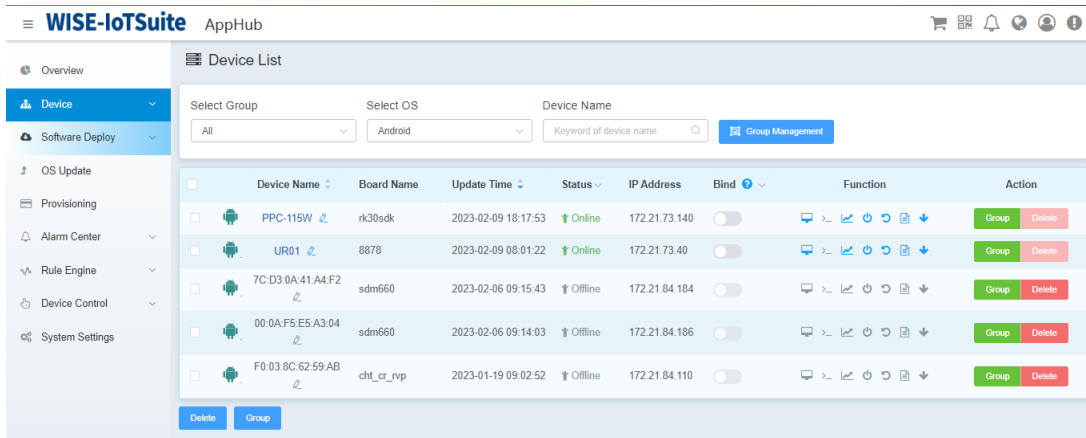 WISE-IoTSuite AppHub
Overview
Device
Software Deploy
OS Update
Provisioning
Alarm Center
Rule Engine
Device Control
System Settings
Device List
Select Group Select OS Device Name
All Android Keyword of device name Group Management
Device Name Board Name Update Time Status IP Address Bind Function Action
PPC-115W rk30sdk 2023-02-09 18:17:53 Online 172.21.73.140 Group Delete
UR01 8878 2023-02-09 08:01:22 Online 172.21.73.40 Group Delete
7C:D3:0A:41:A4:F2 sdm660 2023-02-06 09:15:43 Offline 172.21.84.184 Group Delete
00:0A:F5:E5:A3:04 sdm660 2023-02-06 09:14:03 Offline 172.21.84.186 Group Delete
F0:03:8C:62:59:AB cht_cr_rvp 2023-01-19 09:02:52 Offline 172.21.84.110 Group Delete
Delete Group